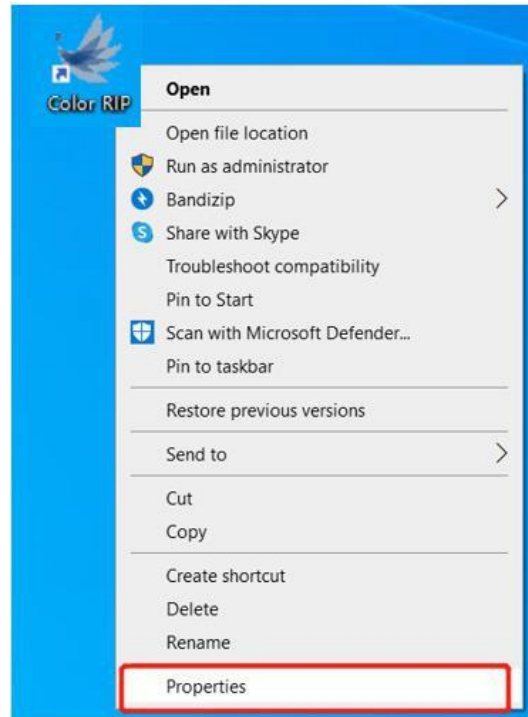 Color RIP
Open
Open file location
Run as administrator
Bandizip
Share with Skype
Troubleshoot compatibility
Pin to Start
Scan with Microsoft Defender...
Pin to taskbar
Restore previous versions
Send to
Cut
Copy
Create shortcut
Delete
Rename
Properties